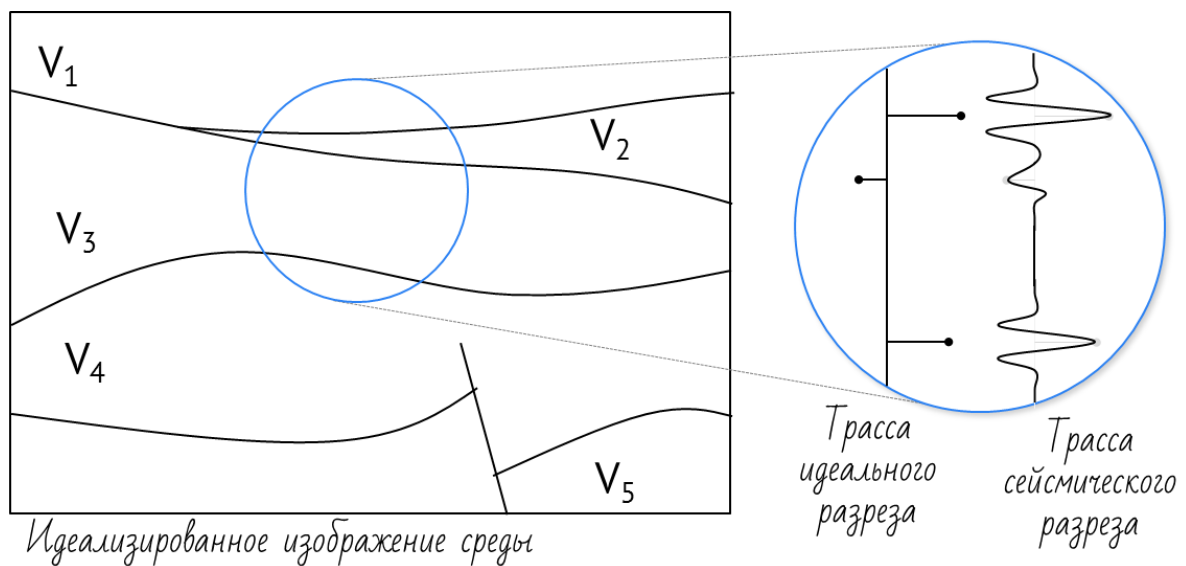 V₁
V₂
V₃
V₄
V₅
Идеализированное изображение среды
Трасса
идеального
разреза
Трасса
сейсмического
разреза